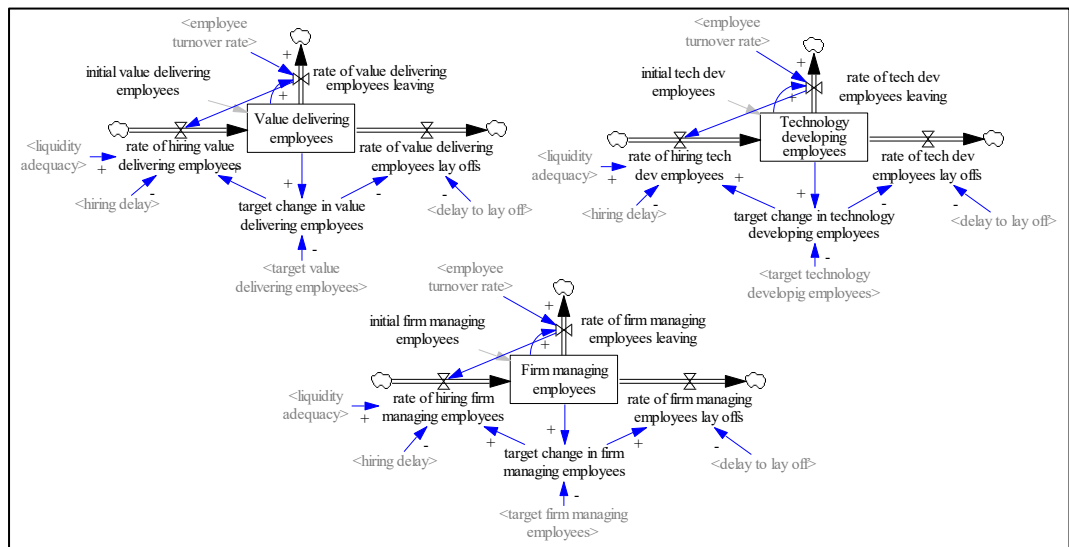 <employee
turnover rate>
+
initial value delivering
employees
rate of value delivering
employees leaving
+
Value delivering
employees
<liquidity
adequacy>
+
rate of hiring value
delivering employees
+
rate of value delivering
employees lay offs
-
<hiring delay>
+
-
target change in value
delivering employees
-
<delay to lay off>
-
<target value
delivering employees>
<employee
turnover rate>
+
initial tech dev
employees
rate of tech dev
employees leaving
+
Technology
developing
employees
<liquidity
adequacy>
+
rate of hiring tech
dev employees
+
rate of tech dev
employees lay offs
-
<hiring delay>
+
-
target change in technology
developing employees
-
<delay to lay off>
-
<target technology
developig employees>
<employee
turnover rate>
+
initial firm managing
employees
rate of firm managing
employees leaving
+
Firm managing
employees
<liquidity
adequacy>
+
rate of hiring firm
managing employees
+
rate of firm managing
employees lay offs
-
<hiring delay>
+
+
target change in firm
managing employees
-
<delay to lay off>
-
<target firm managing
employees>